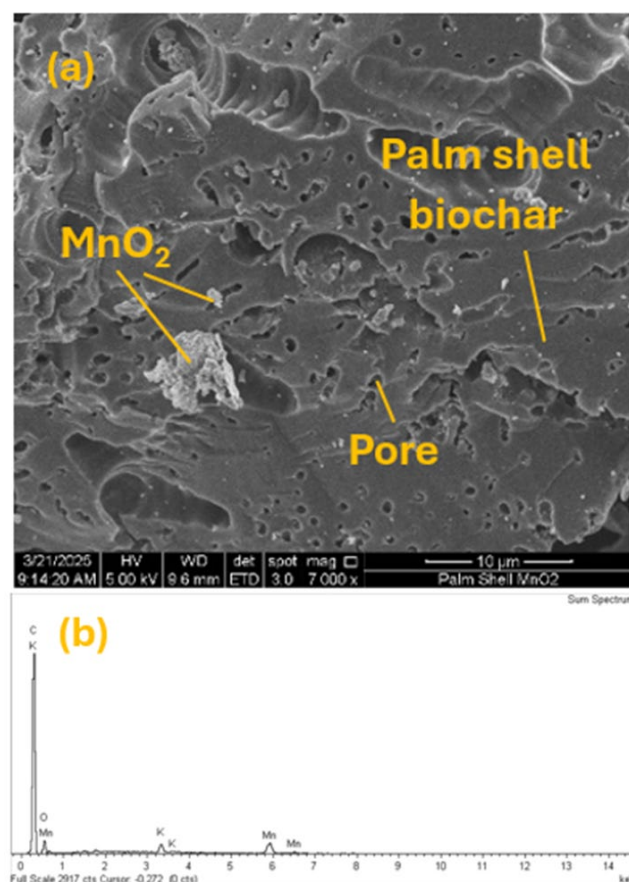 (a)
Palm shell
biochar
MnO₂
Pore
3/21/2025 HV WD det spot mag □ 10 µm
9:14:20 AM 5.00 kV 9.6 mm ETD 3.0 7 000 x Palm Shell MnO2
Sum Spectrum
(b)
C
K
O
Mn
K
K
Mn
Mn
0 1 2 3 4 5 6 7 8 9 10 11 12 13 14
Full Scale 2917 cts Cursor: -0.272 (0 cts) ke